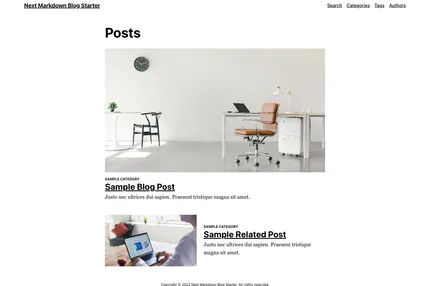 Next Markdown Blog Starter
Search Categories Tags Authors
Posts
SAMPLE CATEGORY
Sample Blog Post
Justo nec ultrices dui sapien. Praesent tristique magna sit amet.
SAMPLE CATEGORY
Sample Related Post
Justo nec ultrices dui sapien. Praesent tristique
magna sit amet.
Copyright © 2023 Next Markdown Blog Starter. All rights reserved.